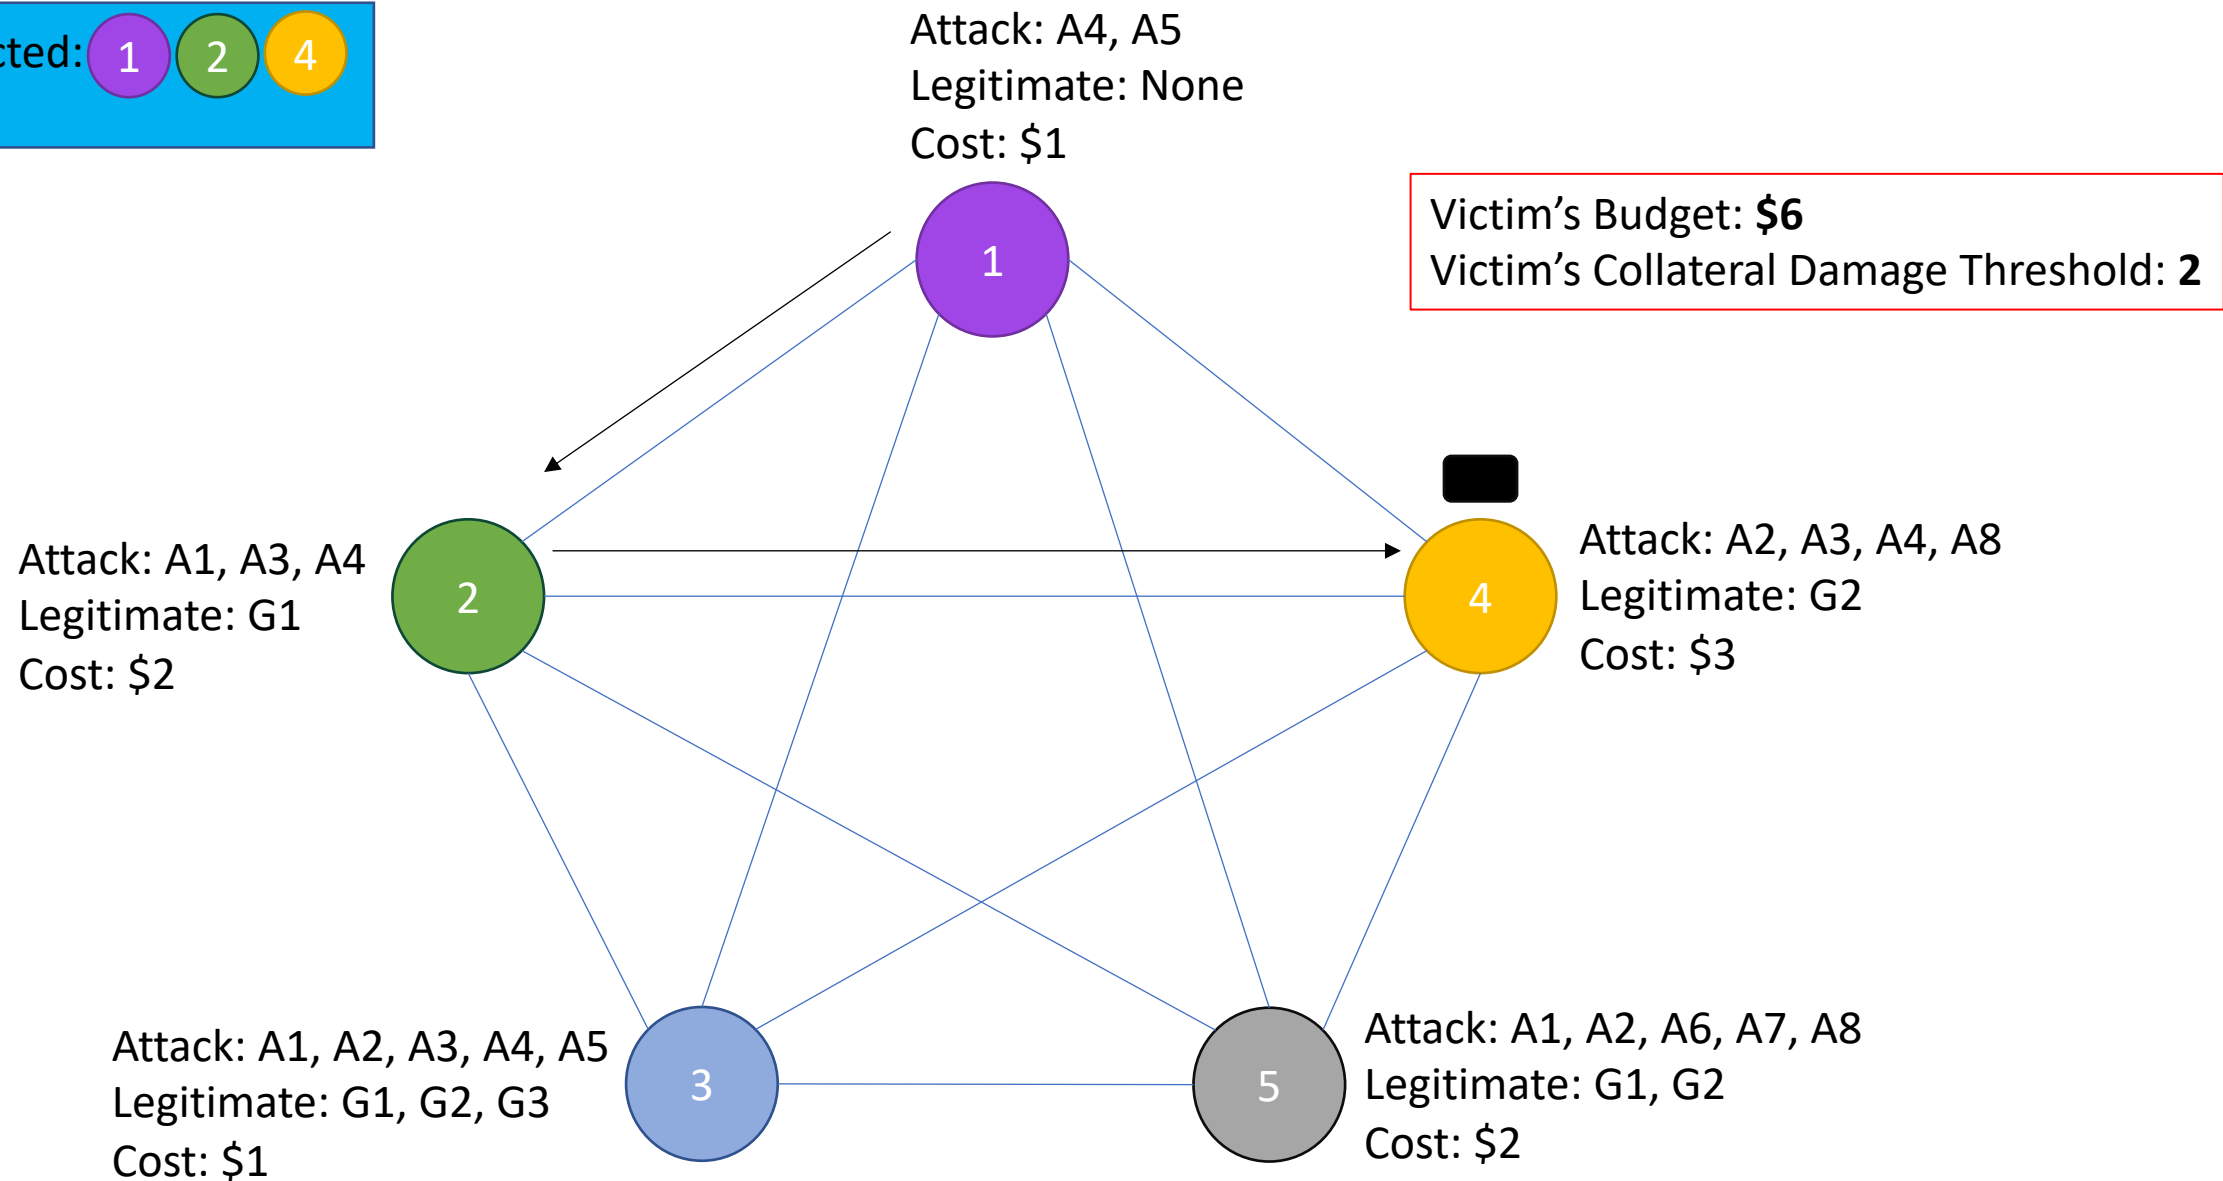 1 2 4
Attack: A4, A5
Legitimate: None
Cost: $1
1
Victim’s Budget: $6
Victim’s Collateral Damage Threshold: 2
Attack: A1, A3, A4
Legitimate: G1
Cost: $2
2
4
Attack: A2, A3, A4, A8
Legitimate: G2
Cost: $3
Attack: A1, A2, A3, A4, A5
Legitimate: G1, G2, G3
Cost: $1
3
5
Attack: A1, A2, A6, A7, A8
Legitimate: G1, G2
Cost: $2